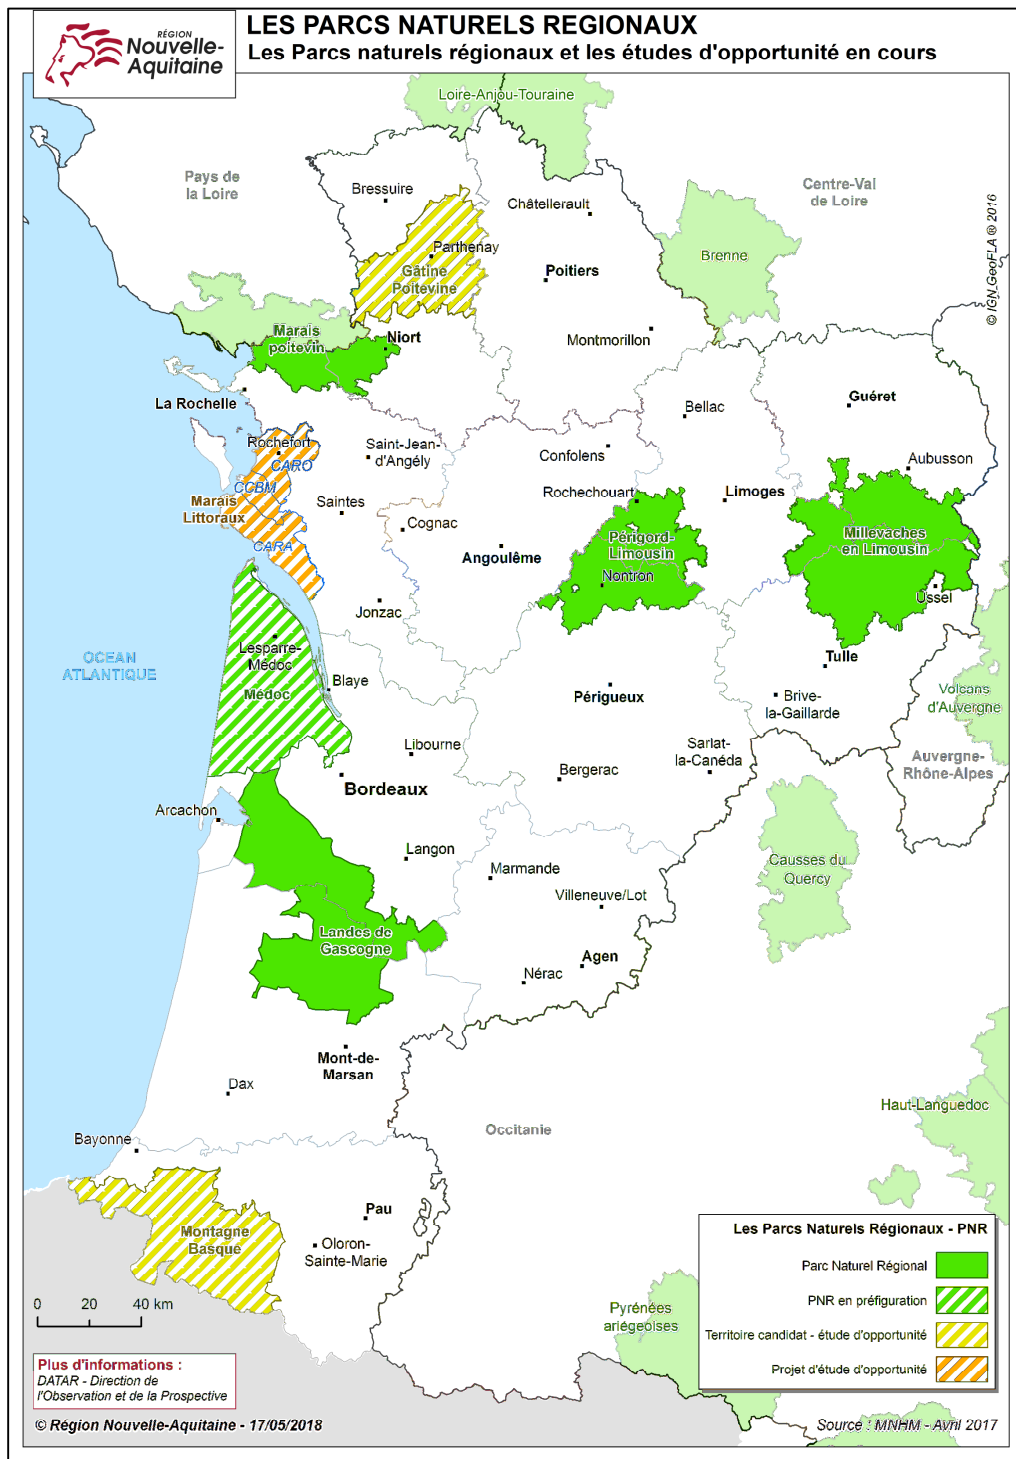 RÉGION
Nouvelle-
Aquitaine
LES PARCS NATURELS REGIONAUX
Les Parcs naturels régionaux et les études d'opportunité en cours
Loire-Anjou-Touraine
Pays de
la Loire
Bressuire
Châtellerault
Centre-Val
de Loire
© IGN_GeoFLA ® 2016
Parthenay
Gâtine
Poitevine
Poitiers
Brenne
Marais
poitevin
Niort
Montmorillon
La Rochelle
Bellac
Guéret
Rochefort
CARO
Saint-Jean-
d'Angély
Confolens
Aubusson
CCBM
Marais
Littoraux
Saintes
Rochechouart
Limoges
Cognac
CARA
Angoulême
Périgord-
Limousin
Millevaches
en Limousin
Nontron
Ussel
Jonzac
OCEAN
ATLANTIQUE
Lesparre-
Médoc
Médoc
Blaye
Tulle
Périgueux
Brive-
la-Gaillarde
Volcans
d'Auvergne
Libourne
Sarlat-
la-Canéda
Auvergne-
Rhône-Alpes
Bergerac
Bordeaux
Arcachon
Langon
Marmande
Causses du
Quercy
Villeneuve/Lot
Landes de
Gascogne
Agen
Nérac
Mont-de-
Marsan
Dax
Haut-Languedoc
Occitanie
Bayonne
Pau
Montagne
Basque
Oloron-
Sainte-Marie
Pyrénées
ariégeoises
Les Parcs Naturels Régionaux - PNR
Parc Naturel Régional
PNR en préfiguration
Territoire candidat - étude d'opportunité
Projet d'étude d'opportunité
0 20 40 km
Plus d'informations :
DATAR - Direction de
l'Observation et de la Prospective
© Région Nouvelle-Aquitaine - 17/05/2018
Source : MNHM - Avril 2017